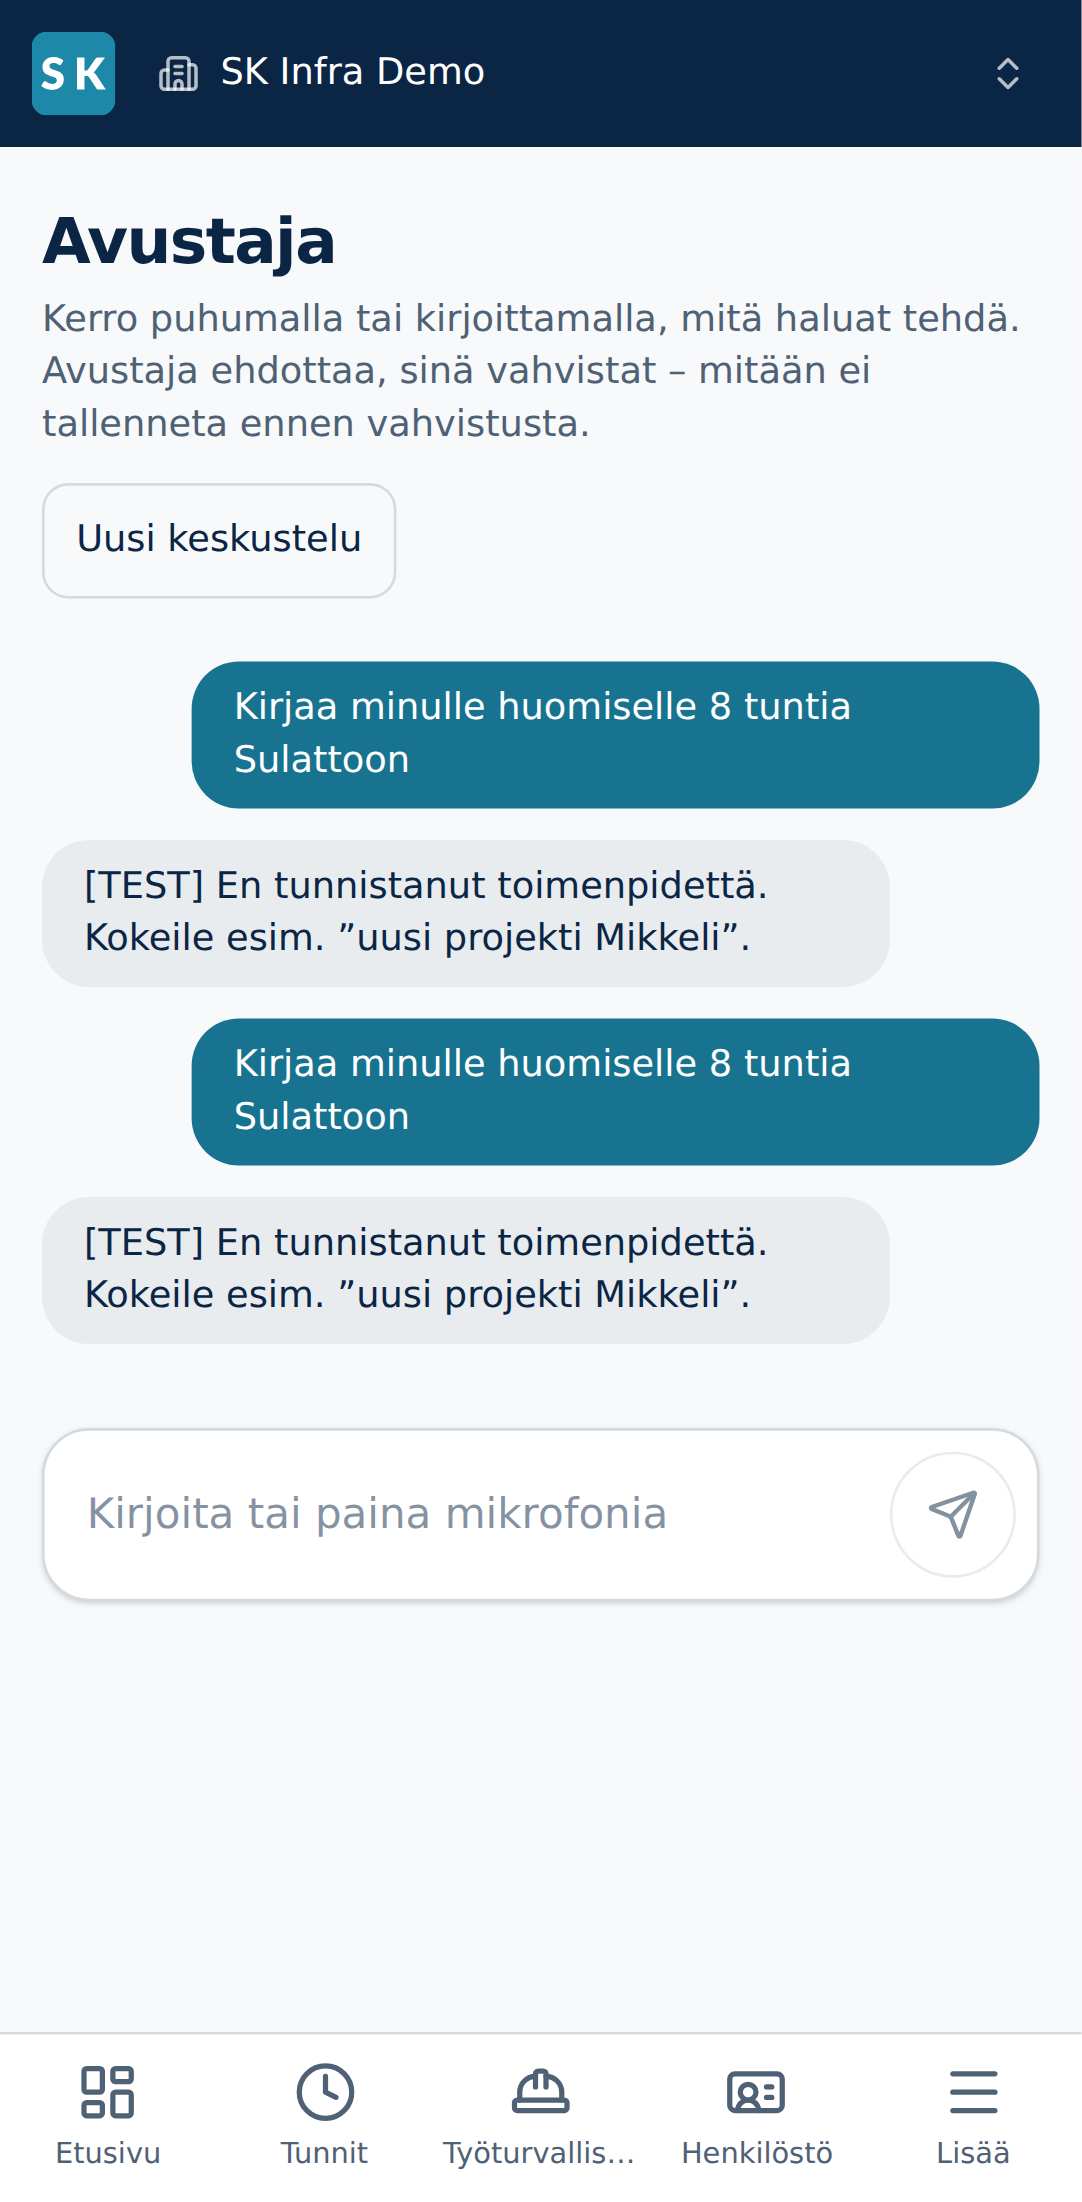 SK
SK Infra Demo
Avustaja
Kerro puhumalla tai kirjoittamalla, mitä haluat tehdä.
Avustaja ehdottaa, sinä vahvistat – mitään ei
tallenneta ennen vahvistusta.
Uusi keskustelu
Kirjaa minulle huomiselle 8 tuntia
Sulattoon
[TEST] En tunnistanut toimenpidettä.
Kokeile esim. ”uusi projekti Mikkeli”.
Kirjaa minulle huomiselle 8 tuntia
Sulattoon
[TEST] En tunnistanut toimenpidettä.
Kokeile esim. ”uusi projekti Mikkeli”.
Kirjoita tai paina mikrofonia
Etusivu
Tunnit
Työturvallis...
Henkilöstö
Lisää